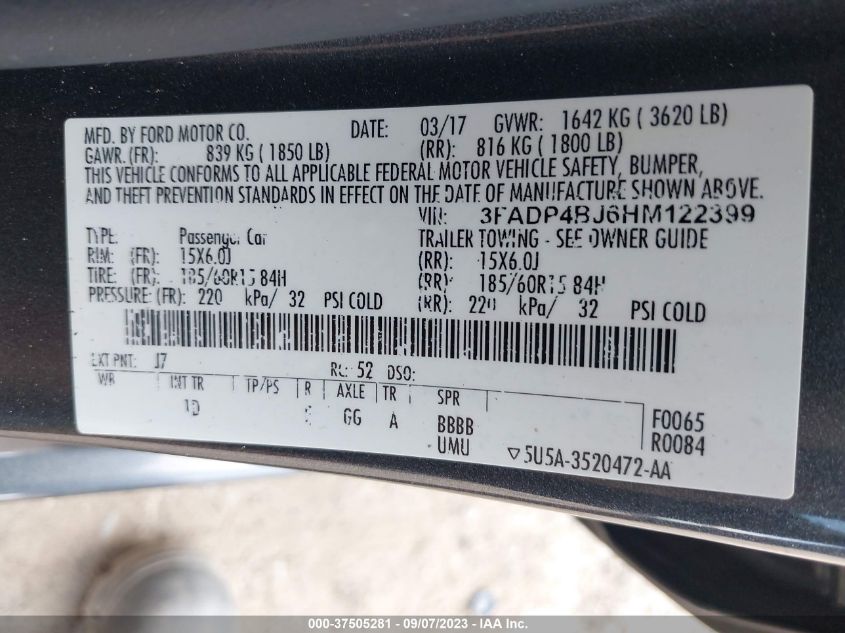 MFD. BY FORD MOTOR CO. DATE: 03/17 GVWR: 1642 KG ( 3620 LB)
GAWR. (FR): 839 KG ( 1850 LB) (RR): 816 KG ( 1800 LB)
THIS VEHICLE CONFORMS TO ALL APPLICABLE FEDERAL MOTOR VEHICLE SAFETY, BUMPER,
AND THEFT PREVENTION STANDARDS IN EFFECT ON THE DATE OF MANUFACTURE SHOWN ABOVE.
VIN: 3FADP4BJ6HM122399
TYPE: Passenger Car TRAILER TOWING - SEE OWNER GUIDE
RIM: (FR): 15X6.0J (RR): 15X6.0J
TIRE: (FR): 185/60R15 84H (RR): 185/60R15 84H
PRESSURE: (FR): 220 kPa/ 32 PSI COLD (RR): 220 kPa/ 32 PSI COLD
EXT PNT: J7 RC: 52 DSO:
WB INT TR TP/PS R AXLE TR SPR
1D GG A BBBB F0065
UMU R0084
5U5A-3520472-AA
000-37505281 - 09/07/2023 - IAAI.com